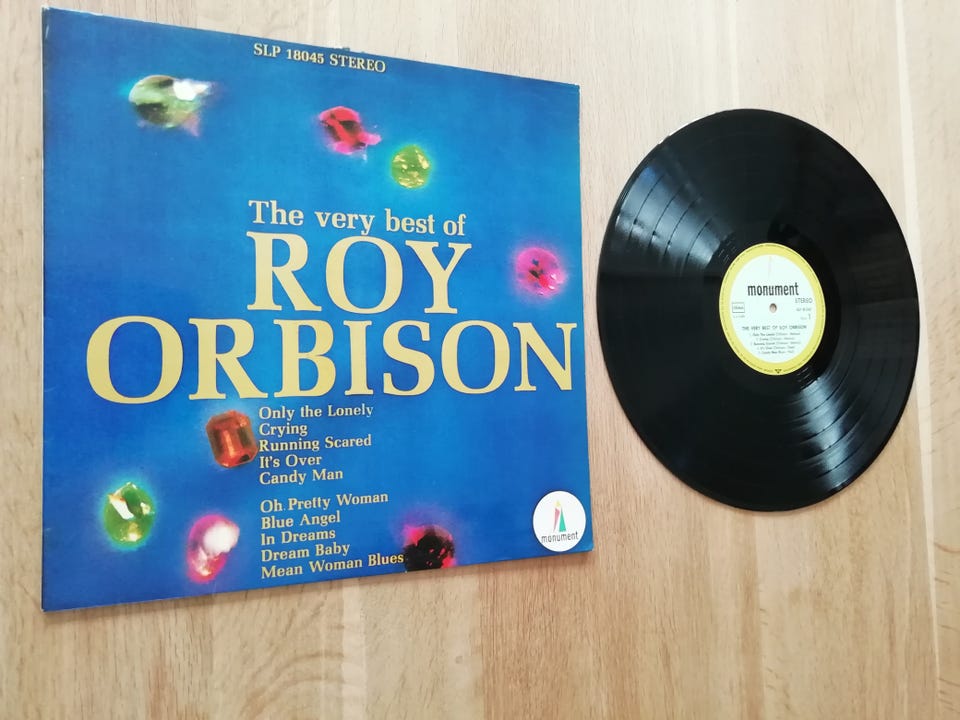 SLP 18045 STEREO
The very best of
ROY
ORBISON
Only the Lonely
Crying
Running Scared
It's Over
Candy Man
Oh Pretty Woman
Blue Angel
In Dreams
Dream Baby
Mean Woman Blues
monument
monument
STEREO
THE VERY BEST OF ROY ORBISON